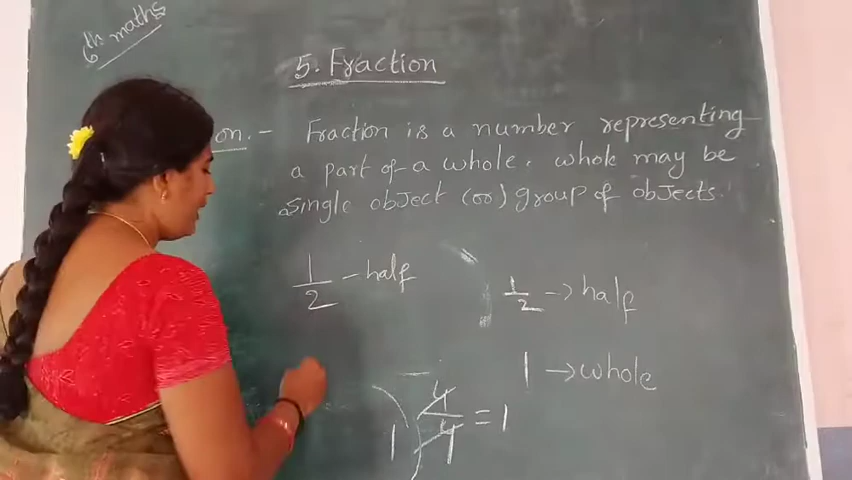 6th maths
5. Fraction
on. - Fraction is a number representing
a part of a whole. whole may be
single object (or) group of objects.
1/2 - half
1/2 → half
1 → whole
1 4/4 = 1